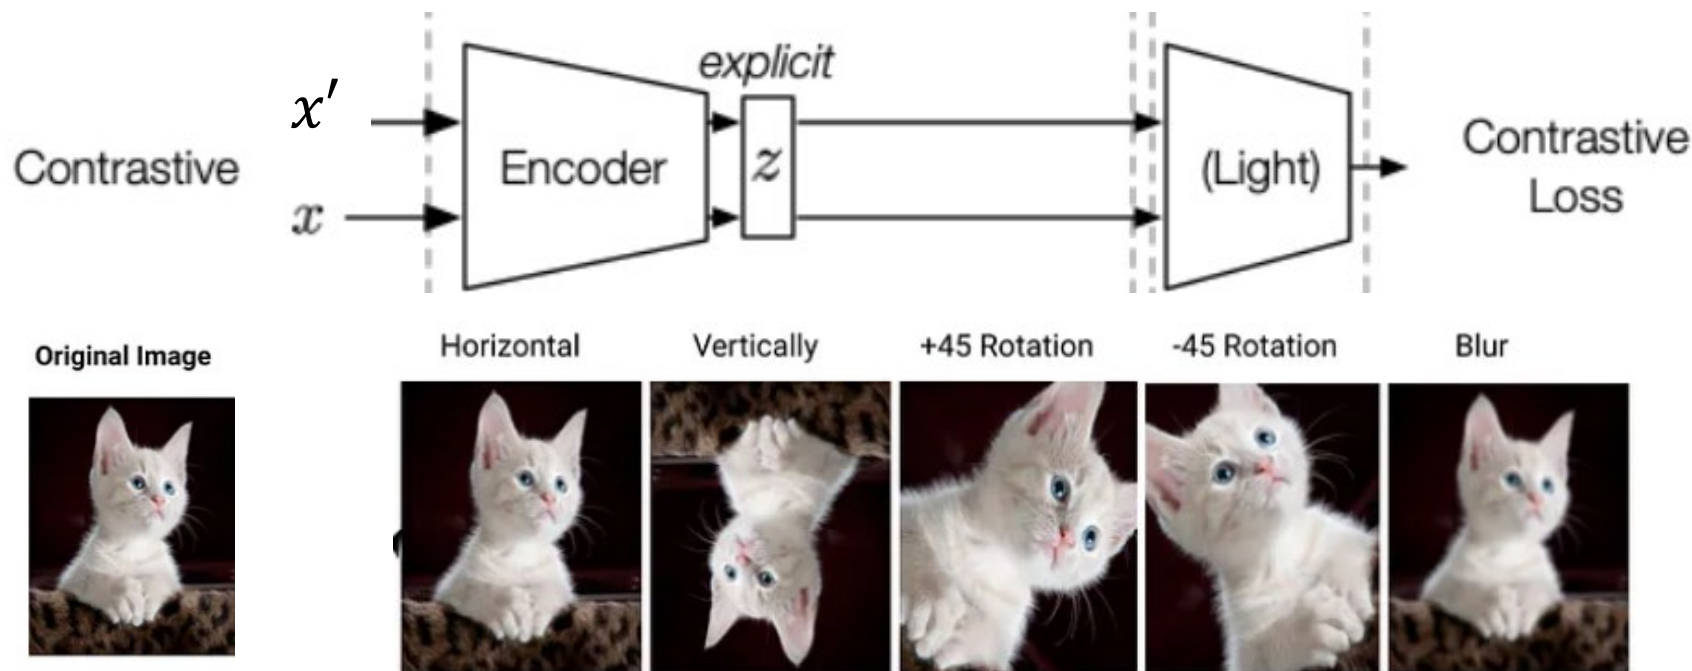 explicit
x′
Contrastive
Encoder
z
(Light)
Contrastive
Loss
x
Original Image
Horizontal
Vertically
+45 Rotation
-45 Rotation
Blur